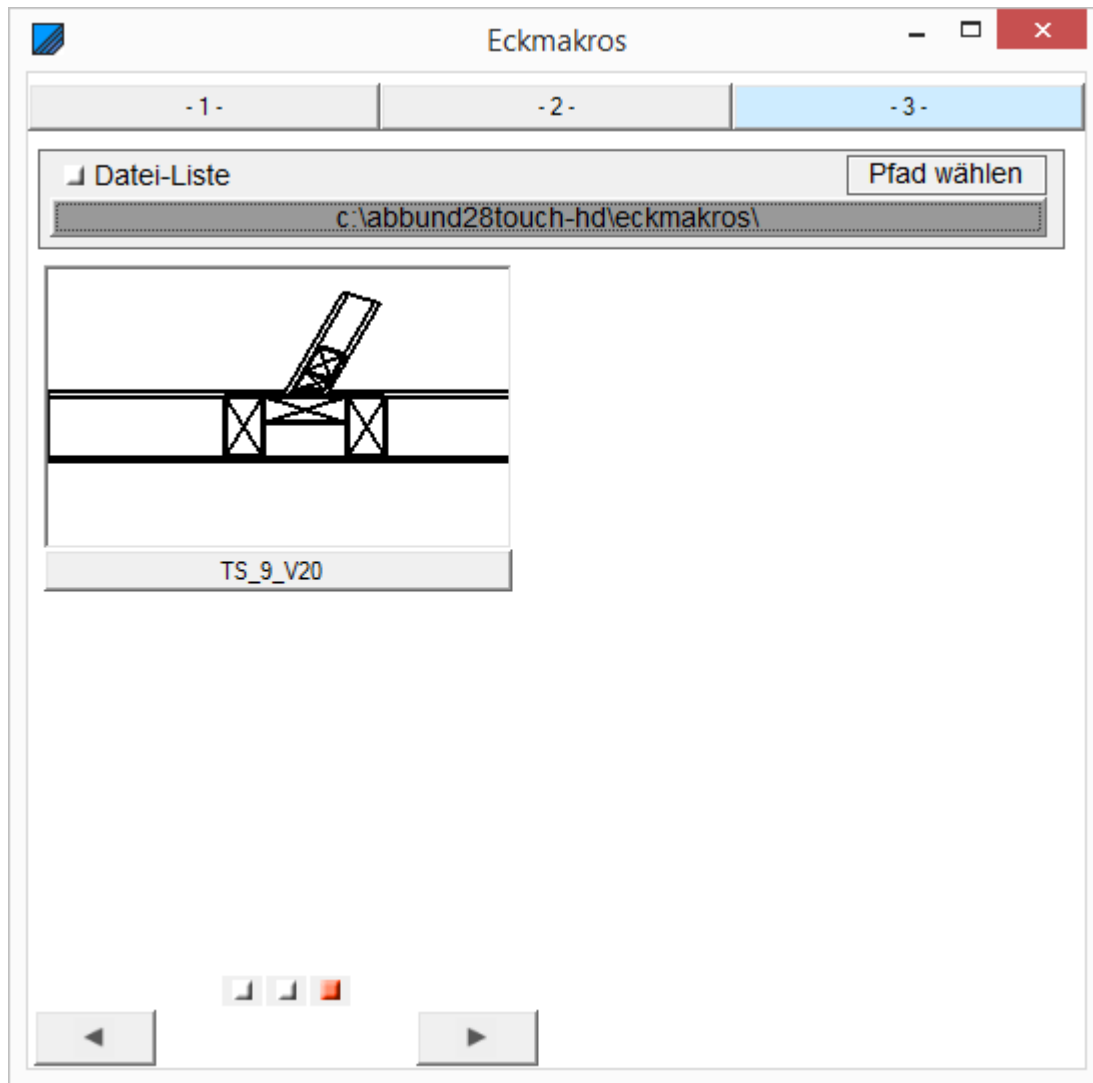 Eckmakros
- 1 -
- 2 -
- 3 -
Datei-Liste
Pfad wählen
c:\abbund28touch-hd\eckmakros\
TS_9_V20